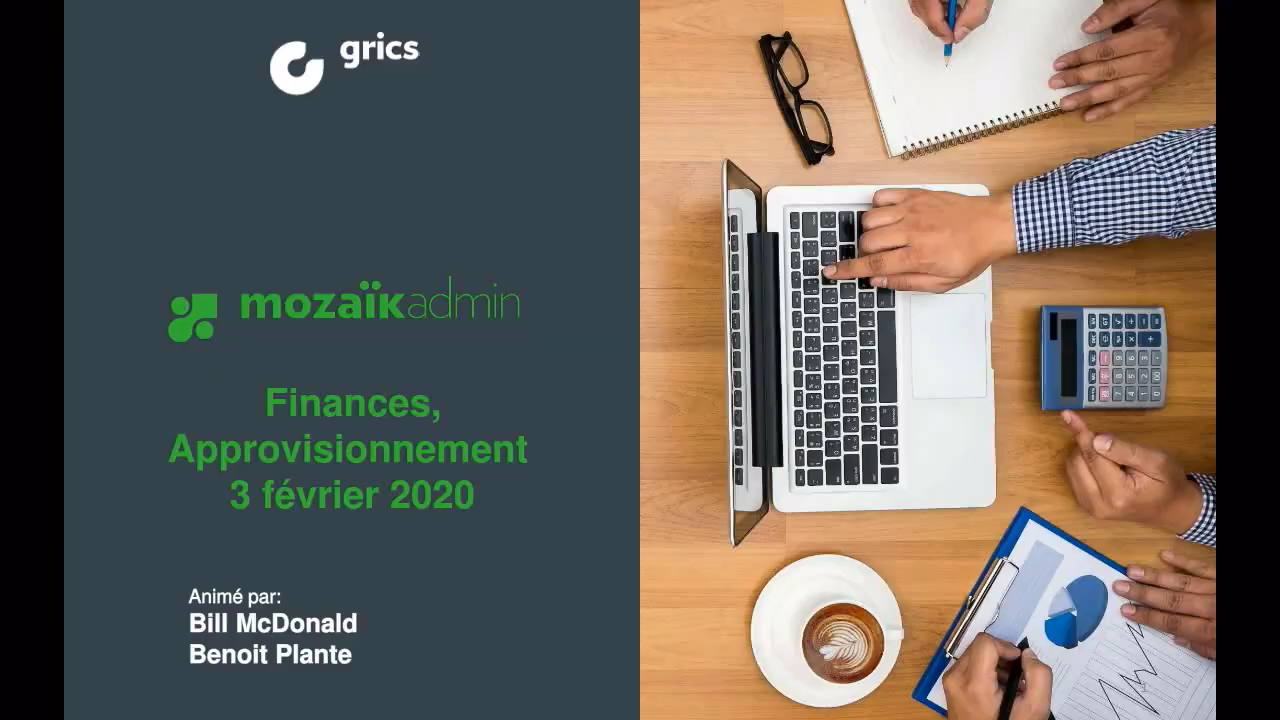 grics
mozaïkadmin
Finances,
Approvisionnement
3 février 2020
Animé par:
Bill McDonald
Benoit Plante